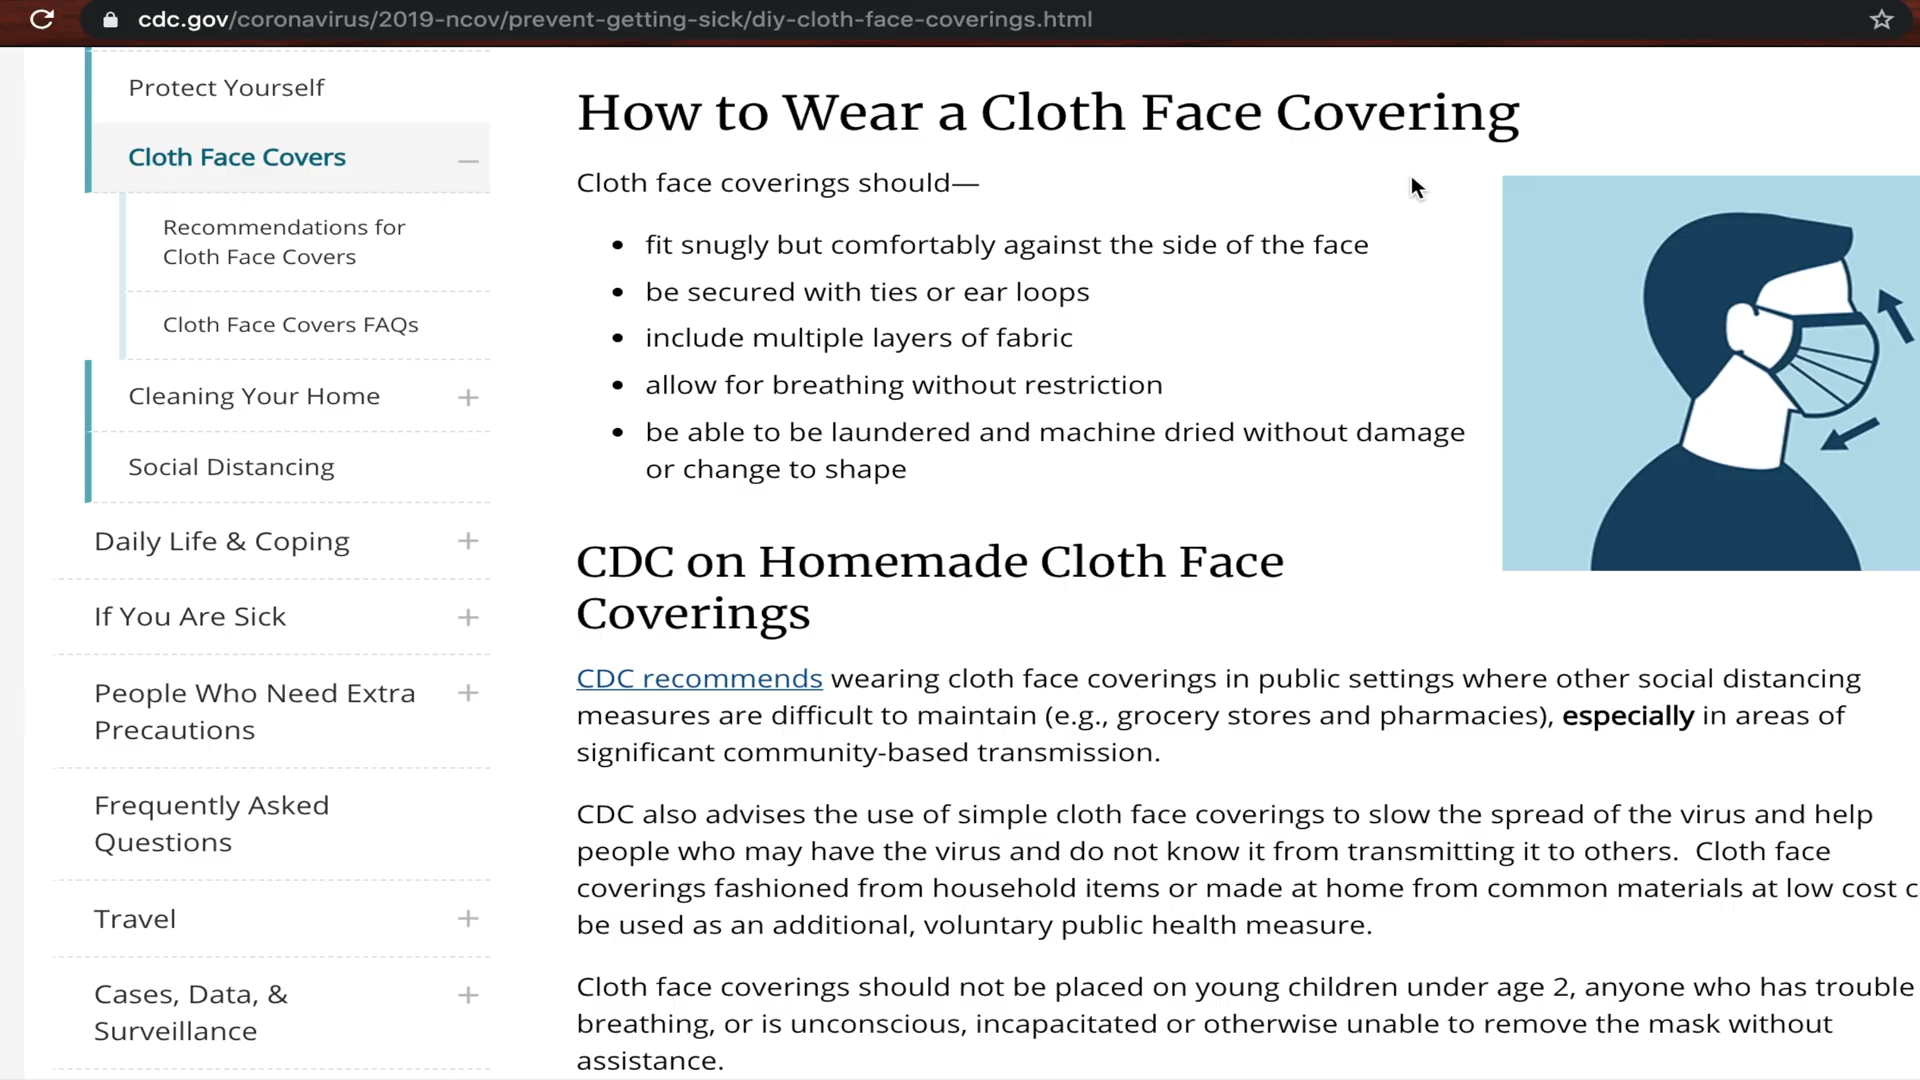 cdc.gov/coronavirus/2019-ncov/prevent-getting-sick/diy-cloth-face-coverings.html
Protect Yourself
Cloth Face Covers
Recommendations for
Cloth Face Covers
Cloth Face Covers FAQs
Cleaning Your Home
Social Distancing
Daily Life & Coping
If You Are Sick
People Who Need Extra
Precautions
Frequently Asked
Questions
Travel
Cases, Data, &
Surveillance
How to Wear a Cloth Face Covering
Cloth face coverings should—
• fit snugly but comfortably against the side of the face
• be secured with ties or ear loops
• include multiple layers of fabric
• allow for breathing without restriction
• be able to be laundered and machine dried without damage
or change to shape
CDC on Homemade Cloth Face
Coverings
CDC recommends wearing cloth face coverings in public settings where other social distancing
measures are difficult to maintain (e.g., grocery stores and pharmacies), especially in areas of
significant community-based transmission.
CDC also advises the use of simple cloth face coverings to slow the spread of the virus and help
people who may have the virus and do not know it from transmitting it to others. Cloth face
coverings fashioned from household items or made at home from common materials at low cost
be used as an additional, voluntary public health measure.
Cloth face coverings should not be placed on young children under age 2, anyone who has trouble
breathing, or is unconscious, incapacitated or otherwise unable to remove the mask without
assistance.